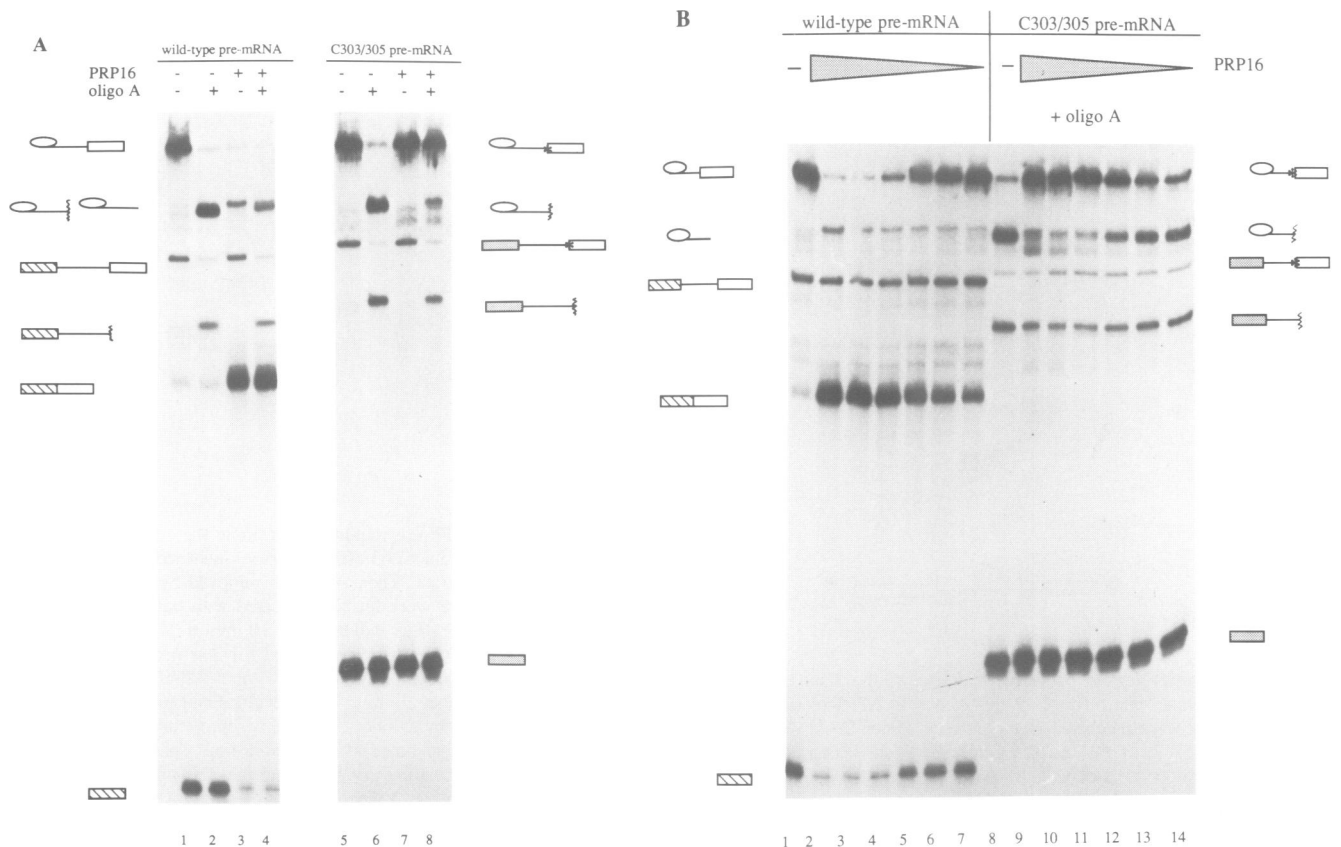 A
wild-type pre-mRNA
C303/305 pre-mRNA
PRP16 - - + + - - + +
oligo A - + - + - + - +
1 2 3 4 5 6 7 8
B
wild-type pre-mRNA
C303/305 pre-mRNA
– – PRP16
+ oligo A
1 2 3 4 5 6 7 8 9 10 11 12 13 14